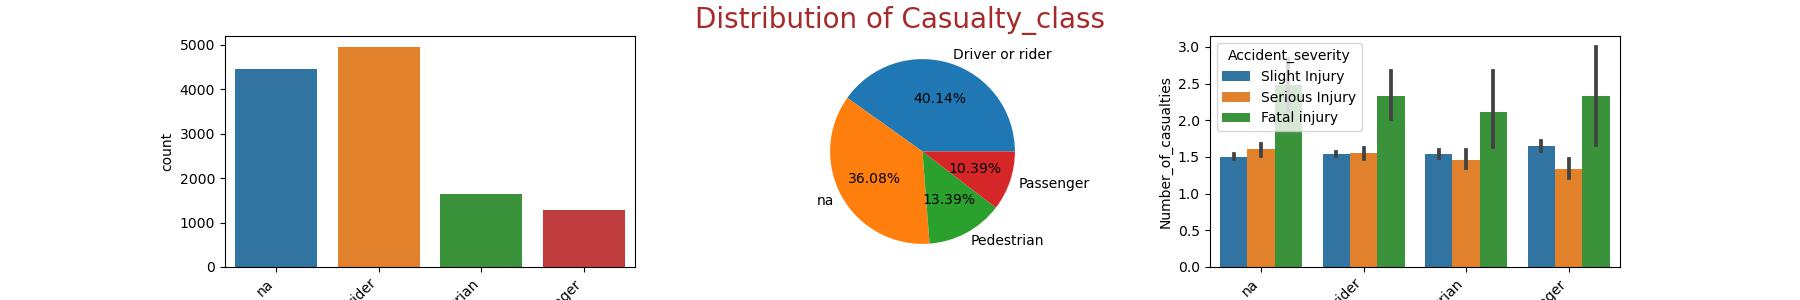 Distribution of Casualty_class
5000
4000
3000
2000
1000
0
count
na
Driver or rider
40.14%
36.08%
na
13.39%
Pedestrian
10.39%
Passenger
3.0
2.5
2.0
1.5
1.0
0.5
0.0
Number_of_casualties
Accident_severity
Slight Injury
Serious Injury
Fatal injury
na